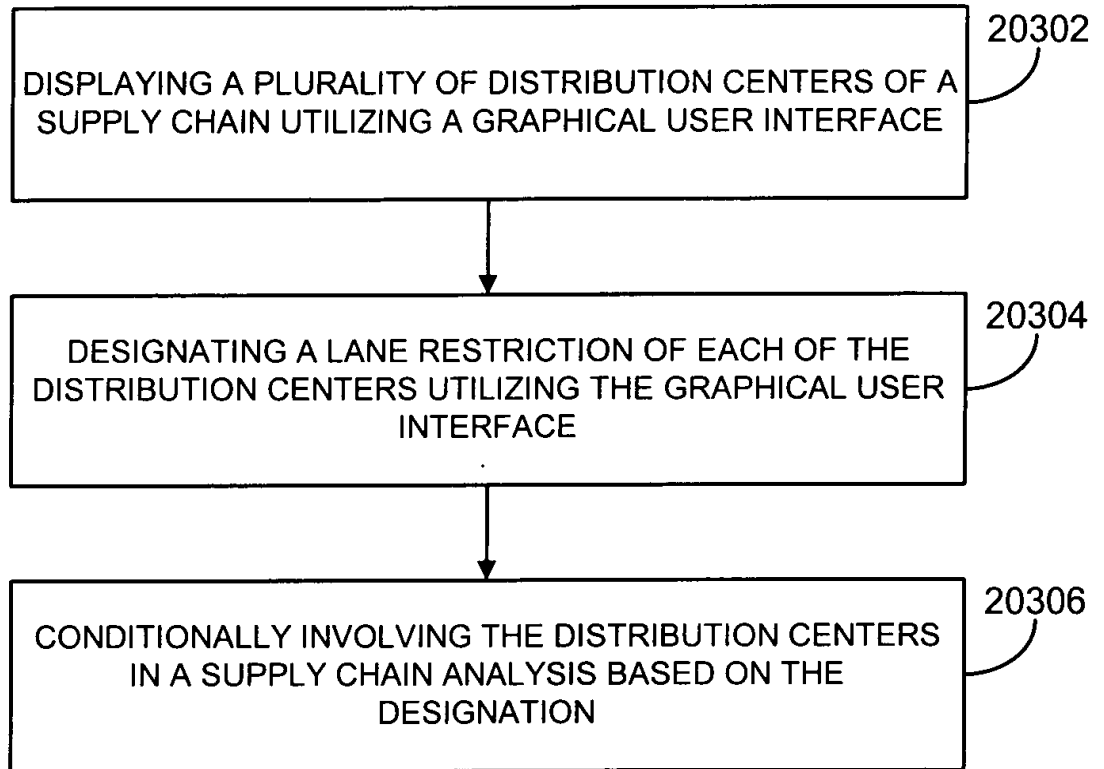 20302
DISPLAYING A PLURALITY OF DISTRIBUTION CENTERS OF A
SUPPLY CHAIN UTILIZING A GRAPHICAL USER INTERFACE
20304
DESIGNATING A LANE RESTRICTION OF EACH OF THE
DISTRIBUTION CENTERS UTILIZING THE GRAPHICAL USER
INTERFACE
20306
CONDITIONALLY INVOLVING THE DISTRIBUTION CENTERS
IN A SUPPLY CHAIN ANALYSIS BASED ON THE
DESIGNATION